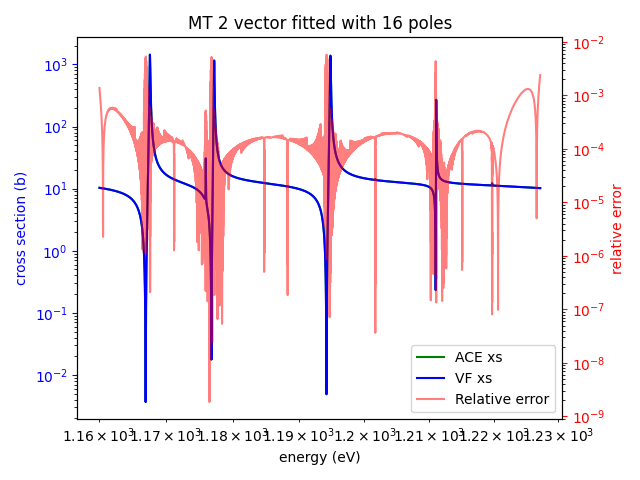 MT 2 vector fitted with 16 poles
10³
10²
10¹
10⁰
10⁻¹
10⁻²
cross section (b)
10⁻²
10⁻³
10⁻⁴
10⁻⁵
10⁻⁶
10⁻⁷
10⁻⁸
10⁻⁹
relative error
ACE xs
VF xs
Relative error
1.16 × 10³ 1.17 × 10³ 1.18 × 10³ 1.19 × 10³ 1.2 × 10³ 1.21 × 10³ 1.22 × 10³ 1.23 × 10³
energy (eV)